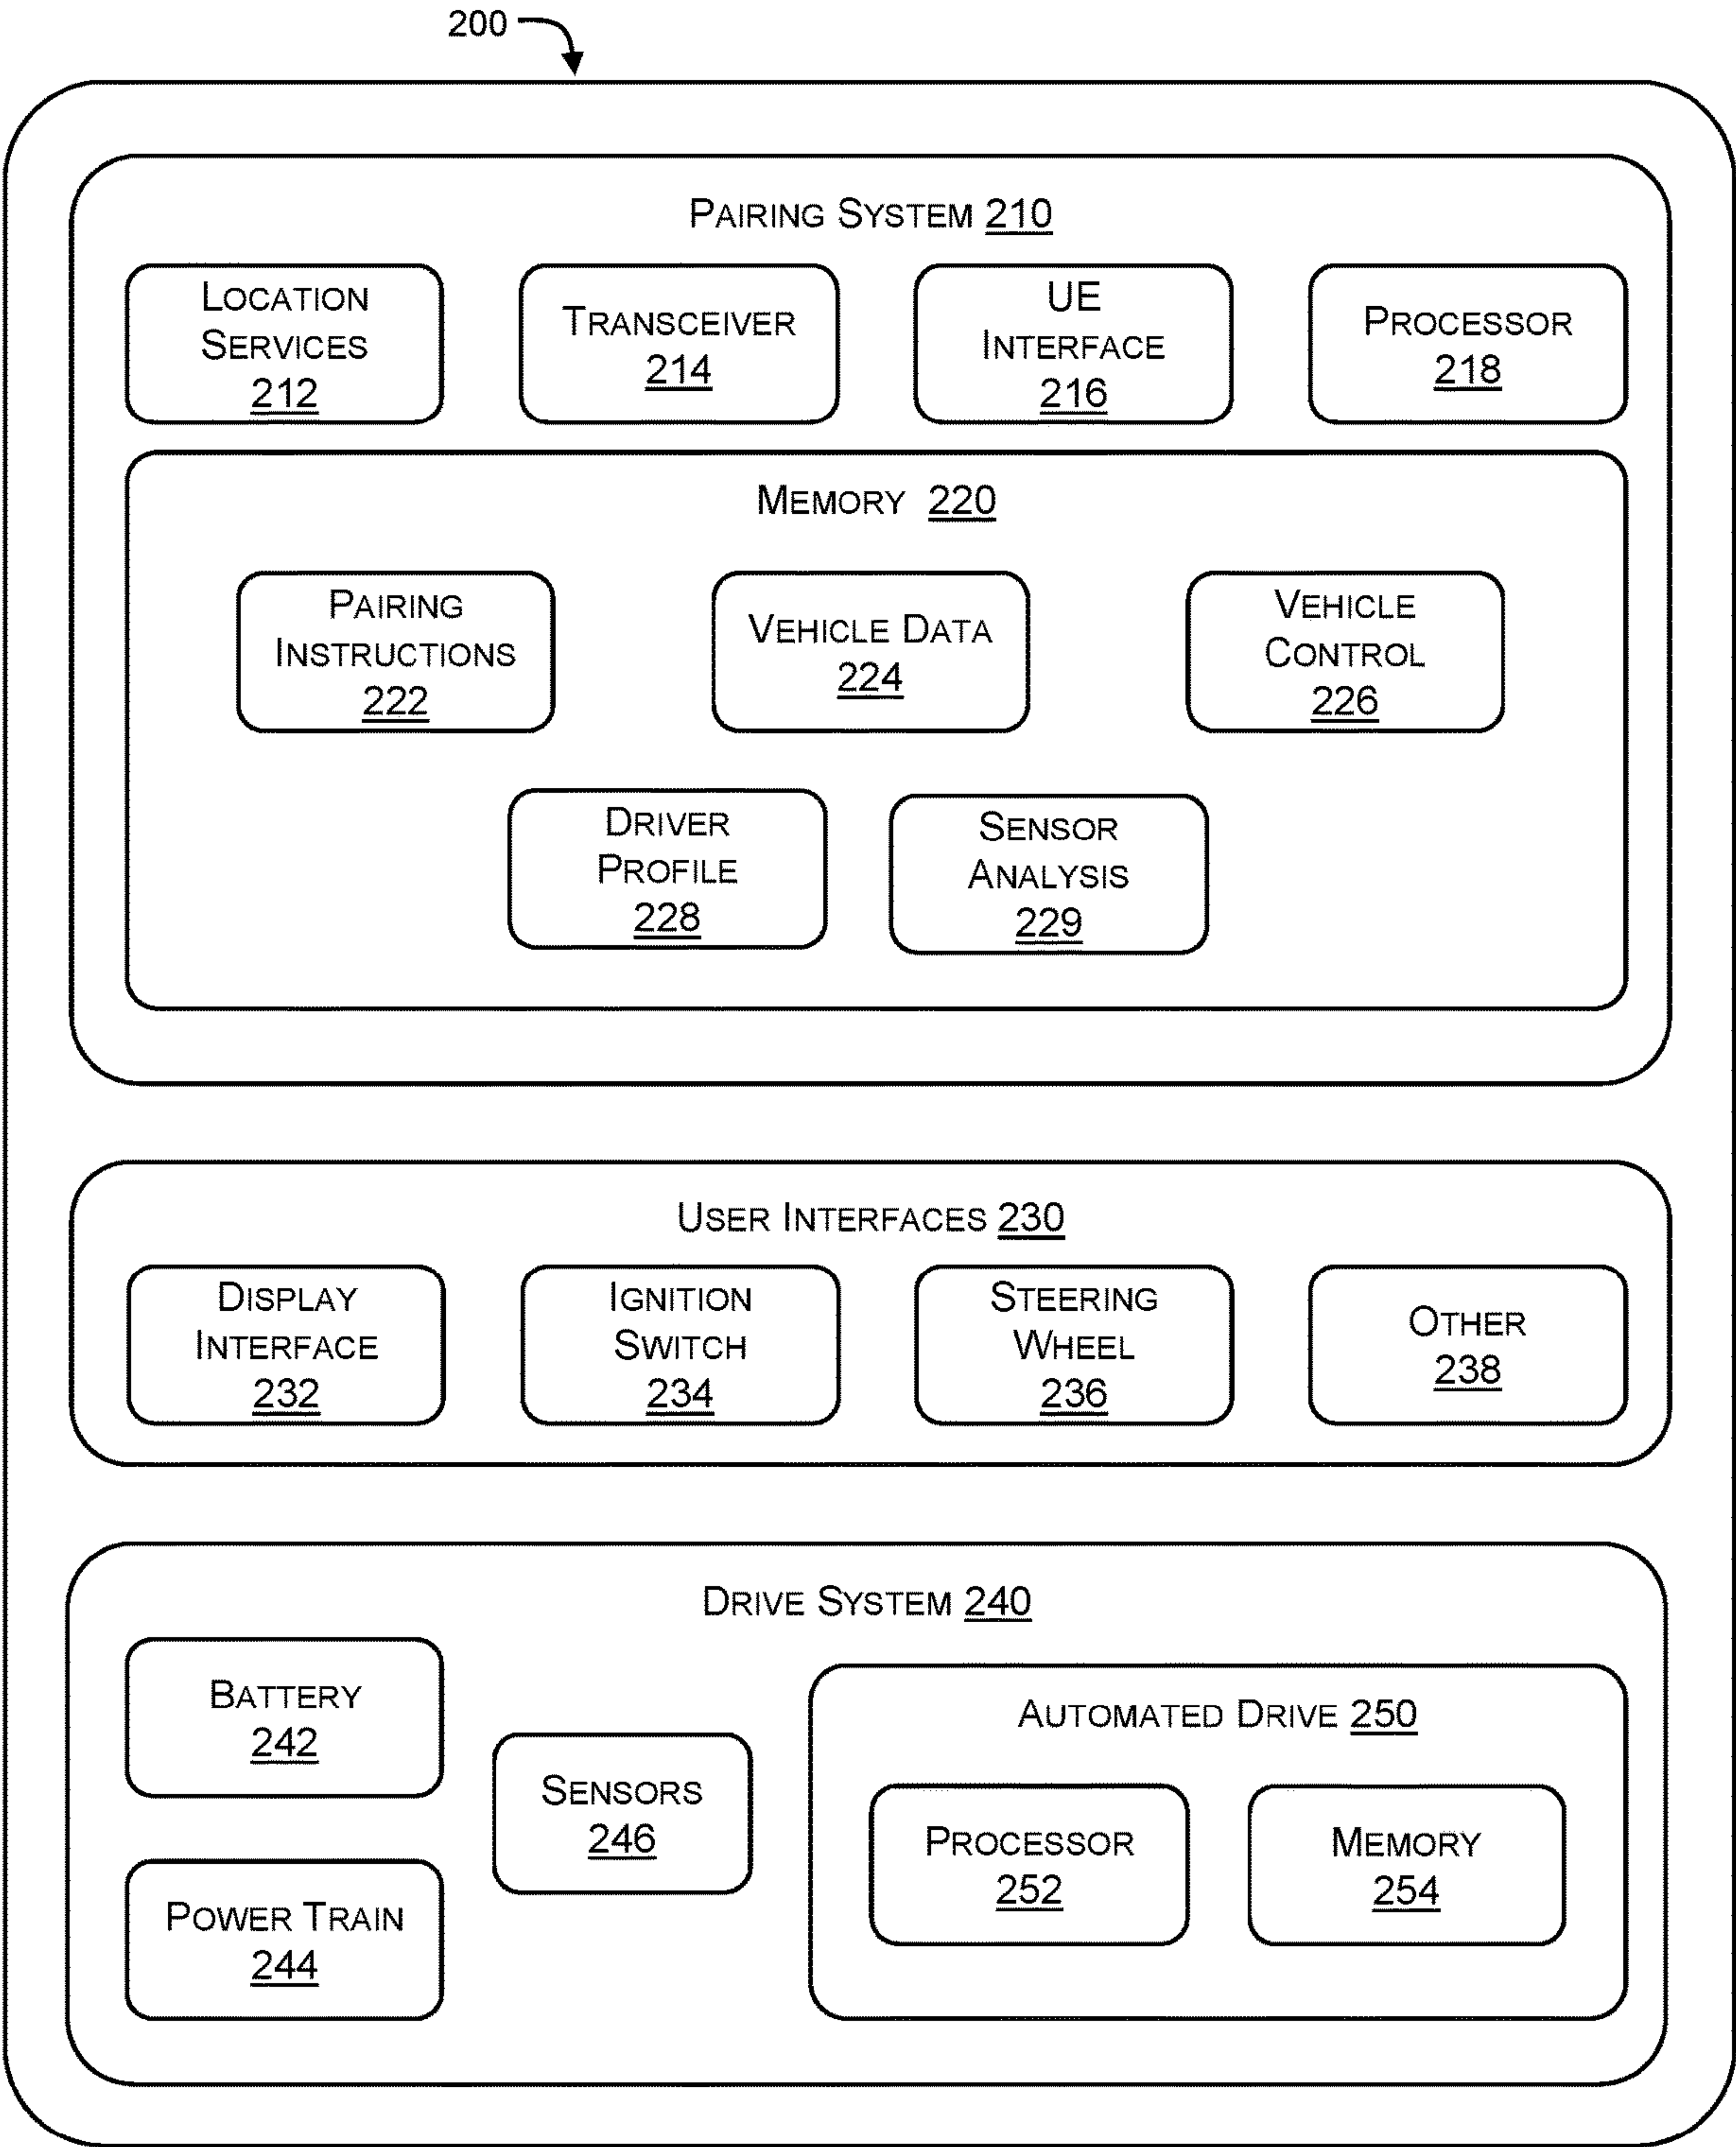 200
PAIRING SYSTEM 210
LOCATION
SERVICES
212
TRANSCEIVER
214
UE
INTERFACE
216
PROCESSOR
218
MEMORY 220
PAIRING
INSTRUCTIONS
222
VEHICLE DATA
224
VEHICLE
CONTROL
226
DRIVER
PROFILE
228
SENSOR
ANALYSIS
229
USER INTERFACES 230
DISPLAY
INTERFACE
232
IGNITION
SWITCH
234
STEERING
WHEEL
236
OTHER
238
DRIVE SYSTEM 240
BATTERY
242
POWER TRAIN
244
SENSORS
246
AUTOMATED DRIVE 250
PROCESSOR
252
MEMORY
254